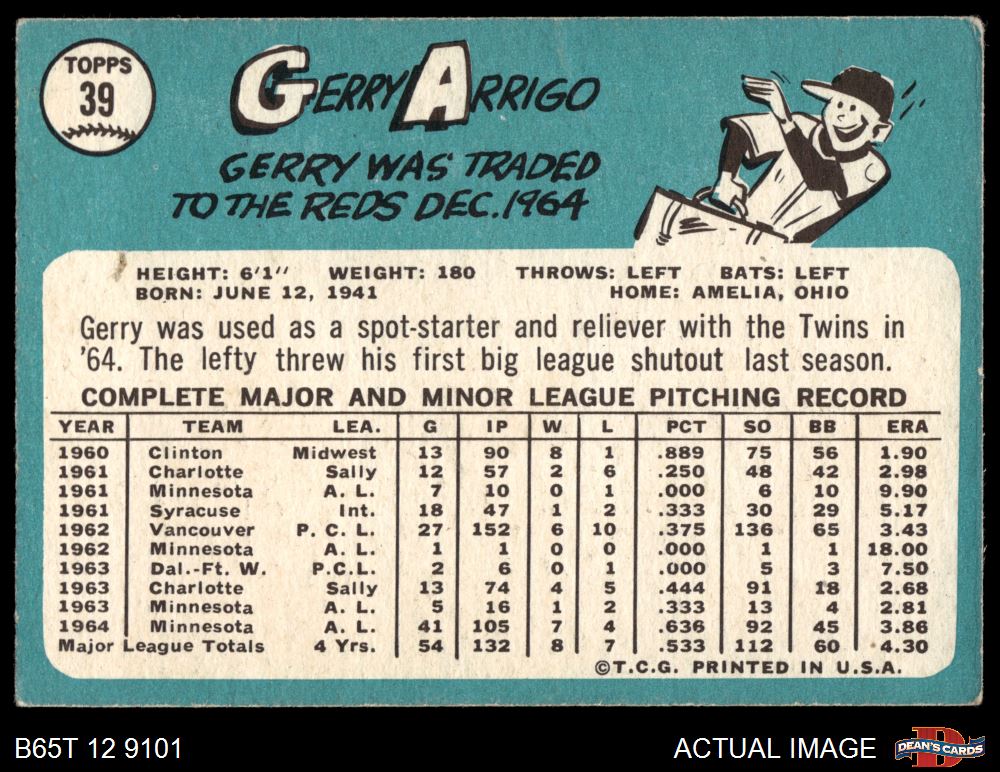 TOPPS
39
GERRY ARRIGO
GERRY WAS TRADED
TO THE REDS DEC. 1964
HEIGHT: 6'1" WEIGHT: 180 THROWS: LEFT BATS: LEFT
BORN: JUNE 12, 1941 HOME: AMELIA, OHIO
Gerry was used as a spot-starter and reliever with the Twins in
'64. The lefty threw his first big league shutout last season.
COMPLETE MAJOR AND MINOR LEAGUE PITCHING RECORD
YEAR TEAM LEA. G IP W L PCT SO BB ERA
1960 Clinton Midwest 13 90 8 1 .889 75 56 1.90
1961 Charlotte Sally 12 57 2 6 .250 48 42 2.98
1961 Minnesota A. L. 7 10 0 1 .000 6 10 9.90
1961 Syracuse Int. 18 47 1 2 .333 30 29 5.17
1962 Vancouver P. C. L. 27 152 6 10 .375 136 65 3.43
1962 Minnesota A. L. 1 1 0 0 .000 1 1 18.00
1963 Dal.-Ft. W. P.C.L. 2 6 0 1 .000 5 3 7.50
1963 Charlotte Sally 13 74 4 5 .444 91 18 2.68
1963 Minnesota A. L. 5 16 1 2 .333 13 4 2.81
1964 Minnesota A. L. 41 105 7 4 .636 92 45 3.86
Major League Totals 4 Yrs. 54 132 8 7 .533 112 60 4.30
©T.C.G. PRINTED IN U.S.A.
B65T 12 9101 ACTUAL IMAGE DEAN'S CARDS